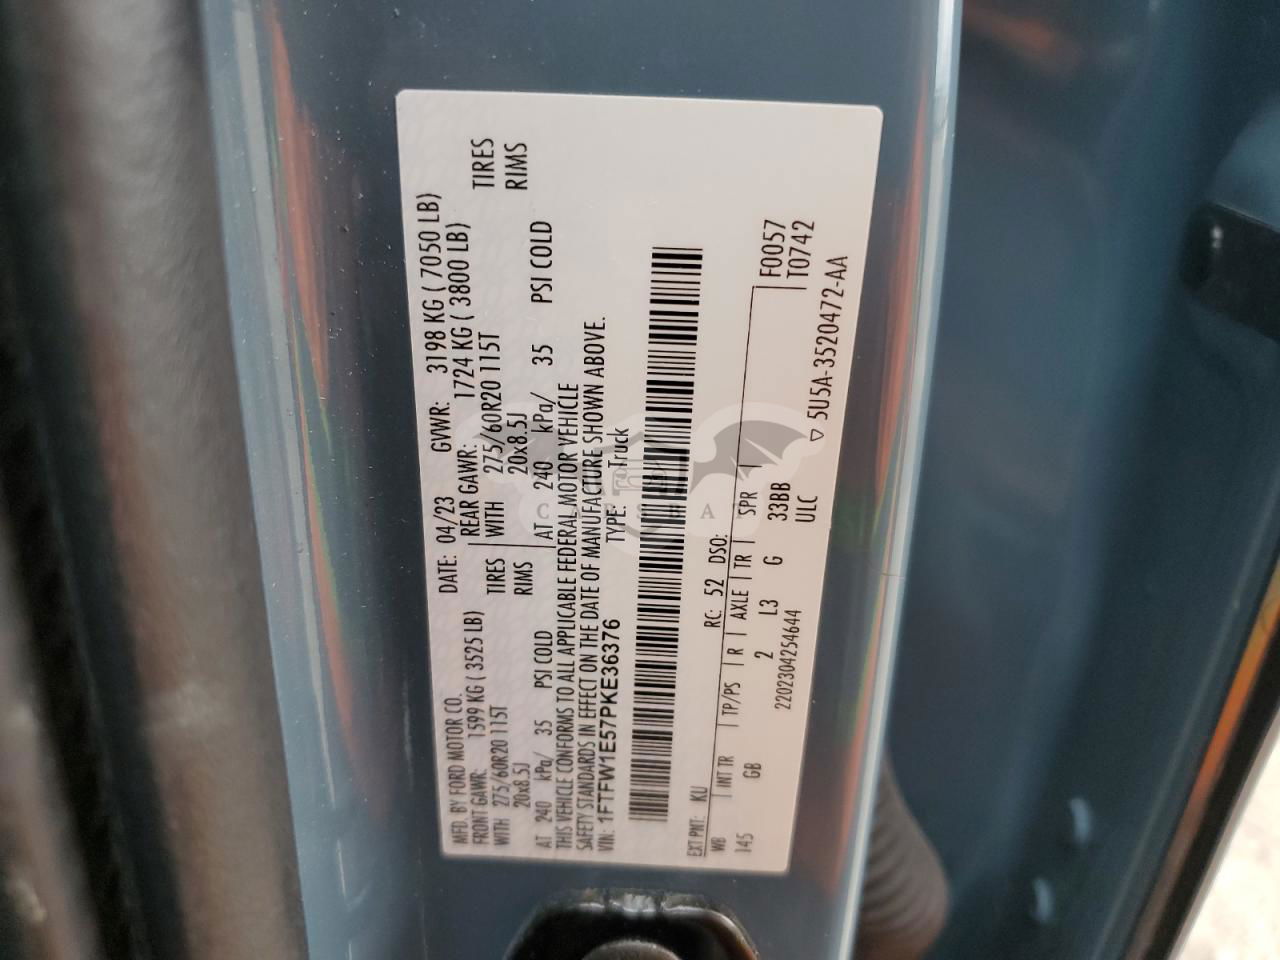 MFD. BY FORD MOTOR CO.
DATE: 04/23 GVWR: 3198 KG ( 7050 LB)
FRONT GAWR: 1599 KG ( 3525 LB) REAR GAWR: 1724 KG ( 3800 LB)
WITH 275/60R20 115T TIRES WITH 275/60R20 115T TIRES
20x8.5J RIMS 20x8.5J RIMS
AT 240 kPa/ 35 PSI COLD AT 240 kPa/ 35 PSI COLD
THIS VEHICLE CONFORMS TO ALL APPLICABLE FEDERAL MOTOR VEHICLE
SAFETY STANDARDS IN EFFECT ON THE DATE OF MANUFACTURE SHOWN ABOVE.
VIN: 1FTFW1E57PKE36376 TYPE: Truck
EXT PNT: KU RC: 52 DSO:
WB INT TR TP/PS R AXLE TR SPR F0057
145 GB 2 L3 G 33BB T0742
2202304254644 ULC
5U5A-3520472-AA